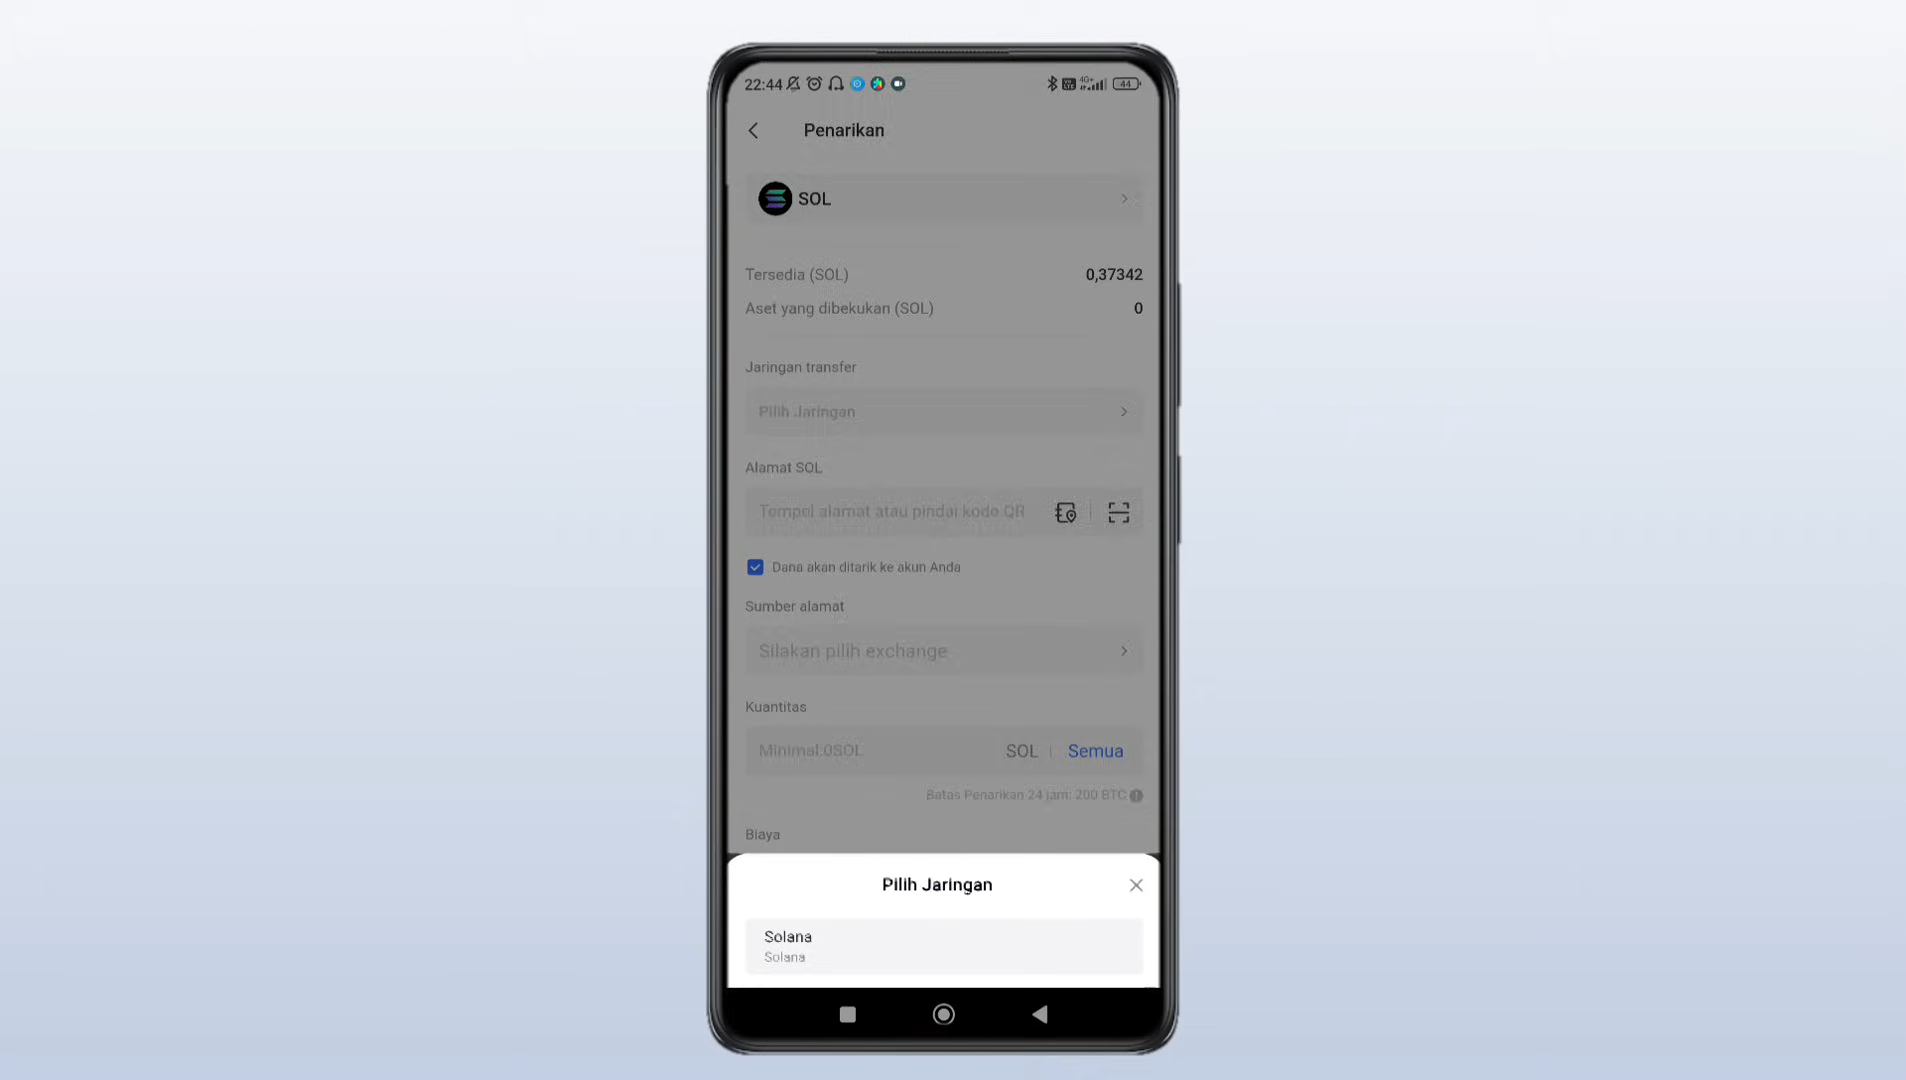 22:44
4G+
44
Penarikan
SOL
Tersedia (SOL) 0,37342
Aset yang dibekukan (SOL) 0
Jaringan transfer
Pilih Jaringan
Alamat SOL
Tempel alamat atau pindai kode QR
Dana akan ditarik ke akun Anda
Sumber alamat
Silakan pilih exchange
Kuantitas
Minimal:0SOL SOL Semua
Batas Penarikan 24 jam: 200 BTC
Biaya
Pilih Jaringan
Solana
Solana